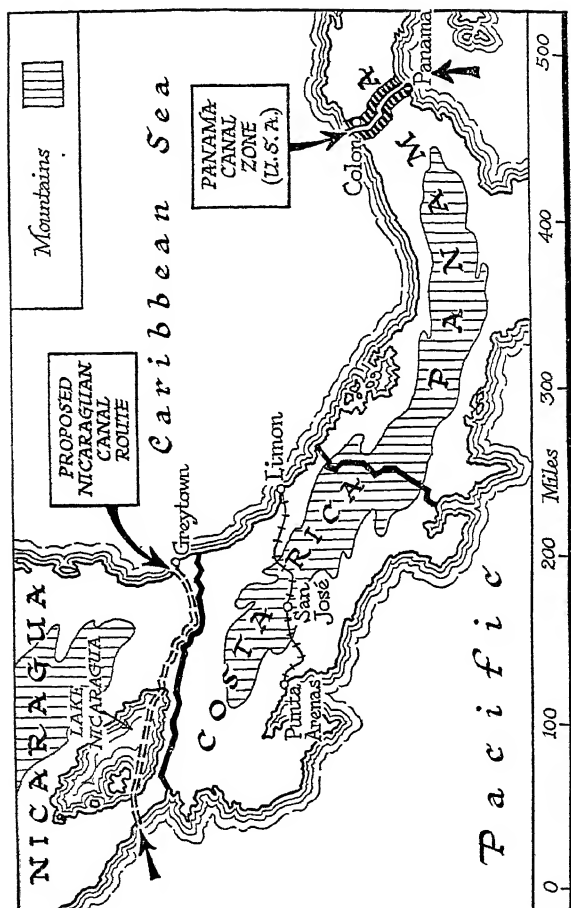 Mountains
Caribbean Sea
PROPOSED
NICARAGUAN
CANAL
ROUTE
PANAMA
CANAL
ZONE
(U.S.A.)
NICARAGUA
LAKE
NICARAGUA
Greytown
Limon
Colon
Panama
COSTA RICA
San
José
Punta
Arenas
PANAMA
Pacific
0 100 200 Miles 300 400 500